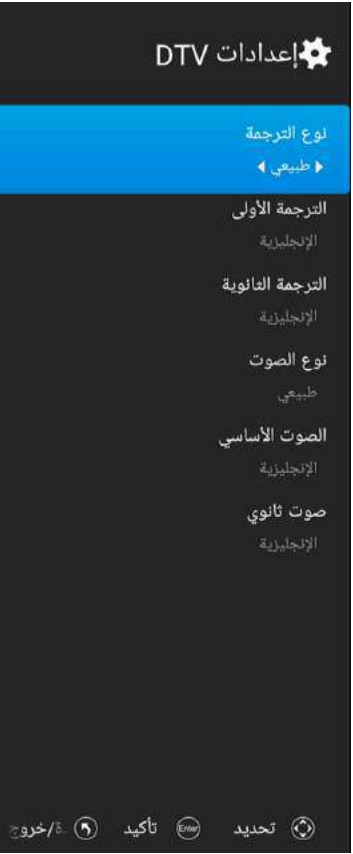 إعدادات DTV
نوع الترجمة
طبيعي
الترجمة الأولى
الإنجليزية
الترجمة الثانوية
الإنجليزية
نوع الصوت
طبيعي
الصوت الأساسي
الإنجليزية
صوت ثانوي
الإنجليزية
تحديد Enter تأكيد ة/خروج